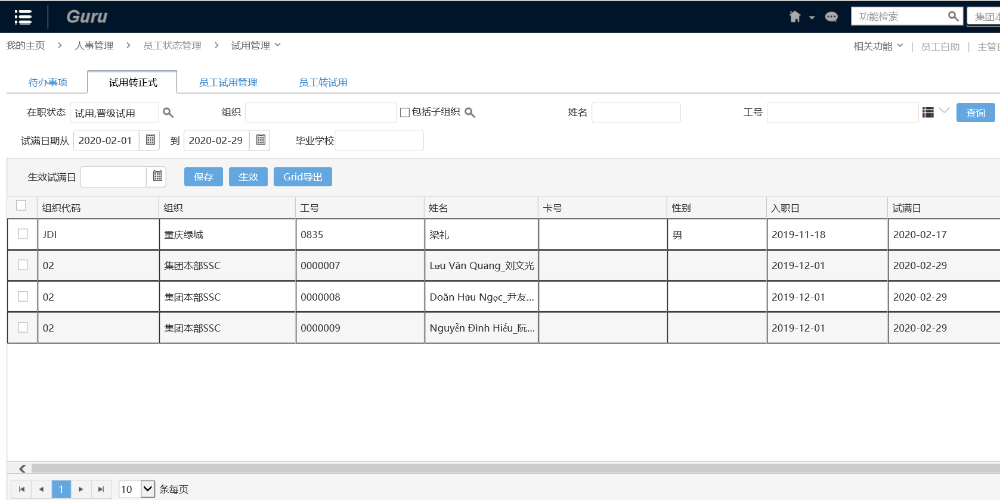 Guru 功能检索 集团本
我的主页 > 人事管理 > 员工状态管理 > 试用管理 相关功能 | 员工自助 | 主管自
待办事项 试用转正式 员工试用管理 员工转试用
在职状态 试用,晋级试用 组织 包括子组织 姓名 工号 查询
试满日期从 2020-02-01 到 2020-02-29 毕业学校
生效试满日 保存 生效 Grid导出
组织代码 组织 工号 姓名 卡号 性别 入职日 试满日
JDI 重庆绿城 0835 梁礼 男 2019-11-18 2020-02-17
02 集团本部SSC 0000007 Lưu Văn Quang_刘文光 2019-12-01 2020-02-29
02 集团本部SSC 0000008 Doãn Hữu Ngọc_尹友... 2019-12-01 2020-02-29
02 集团本部SSC 0000009 Nguyễn Đình Hiếu_阮... 2019-12-01 2020-02-29
1 10 条每页